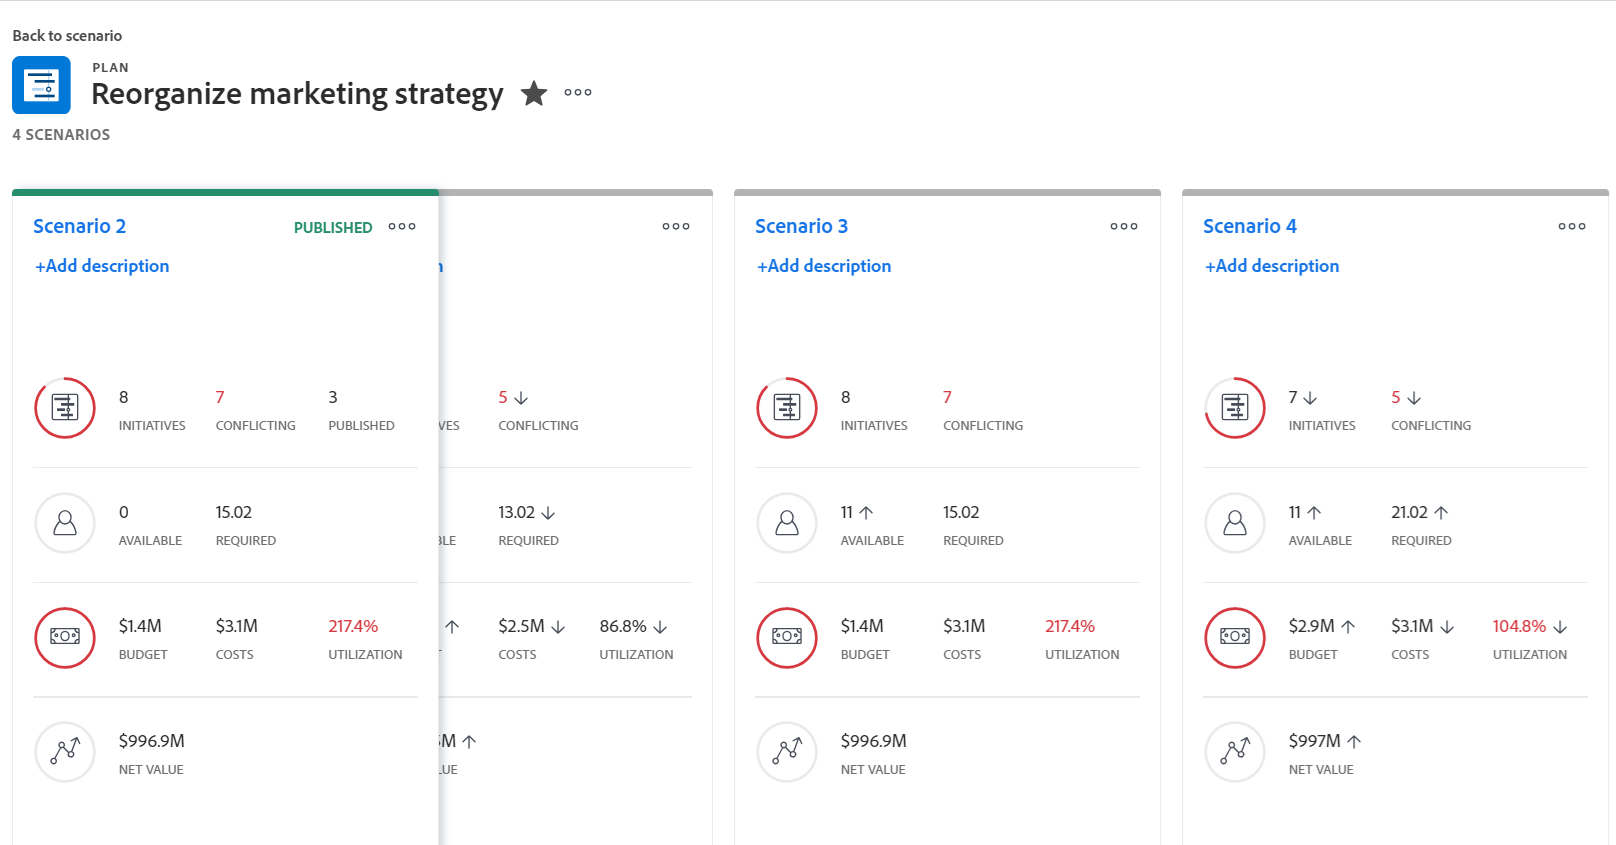 Back to scenario
PLAN
Reorganize marketing strategy
4 SCENARIOS
Scenario 2 PUBLISHED
+Add description
8 7 3
INITIATIVES CONFLICTING PUBLISHED
0 15.02
AVAILABLE REQUIRED
$1.4M $3.1M 217.4%
BUDGET COSTS UTILIZATION
$996.9M
NET VALUE
5 ↓
CONFLICTING
13.02 ↓
REQUIRED
↑ $2.5M ↓ 86.8% ↓
COSTS UTILIZATION
M ↑
Scenario 3
+Add description
8 7
INITIATIVES CONFLICTING
11 ↑ 15.02
AVAILABLE REQUIRED
$1.4M $3.1M 217.4%
BUDGET COSTS UTILIZATION
$996.9M
NET VALUE
Scenario 4
+Add description
7 ↓ 5 ↓
INITIATIVES CONFLICTING
11 ↑ 21.02 ↑
AVAILABLE REQUIRED
$2.9M ↑ $3.1M ↓ 104.8% ↓
BUDGET COSTS UTILIZATION
$997M ↑
NET VALUE